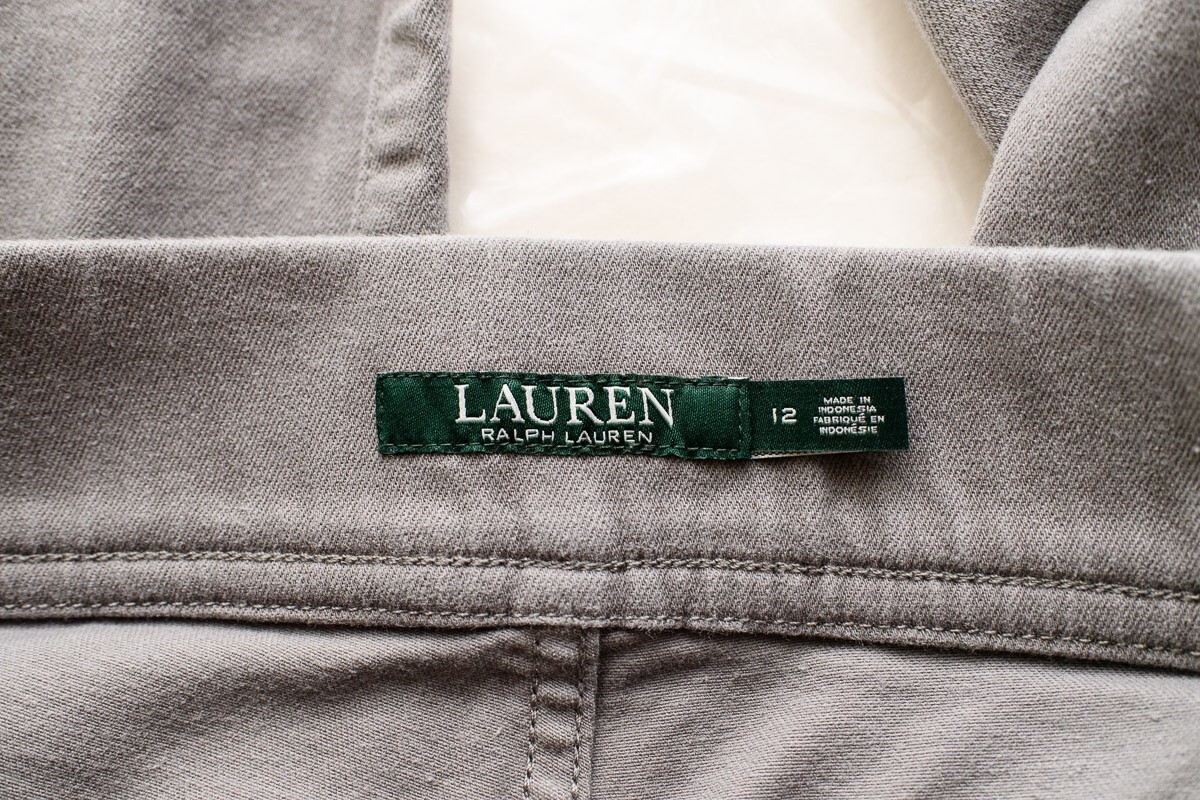 LAUREN
RALPH LAUREN
12
MADE IN
INDONESIA
FABRIQUÉ EN
INDONÉSIE